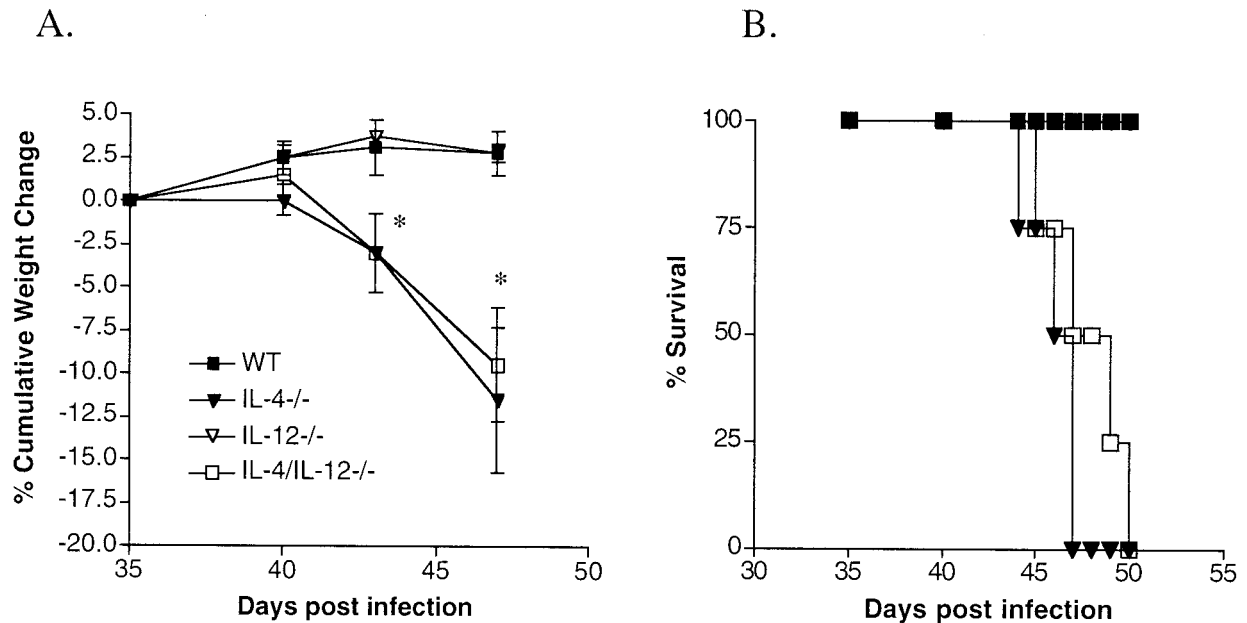 A.
5.0
2.5
0.0
-2.5
-5.0
-7.5
-10.0
-12.5
-15.0
-17.5
-20.0
% Cumulative Weight Change
*
*
WT
IL-4-/-
IL-12-/-
IL-4/IL-12-/-
35
40
45
50
Days post infection
B.
100
75
50
25
0
% Survival
30
35
40
45
50
55
Days post infection